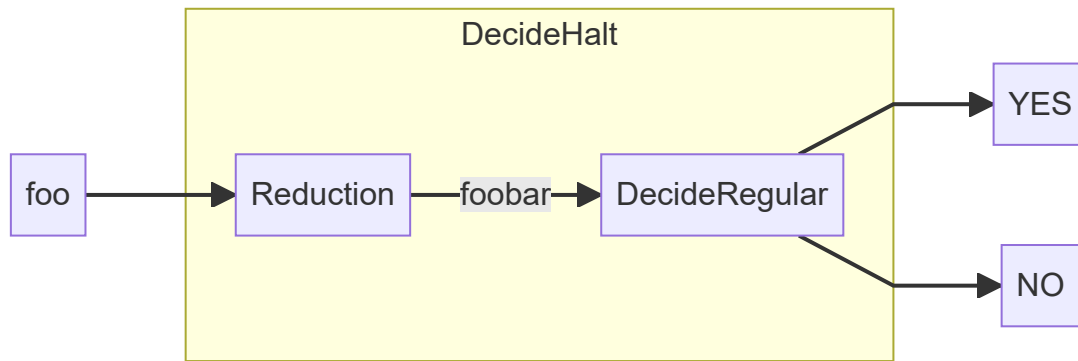 DecideHalt
foo
Reduction
foobar
DecideRegular
YES
NO